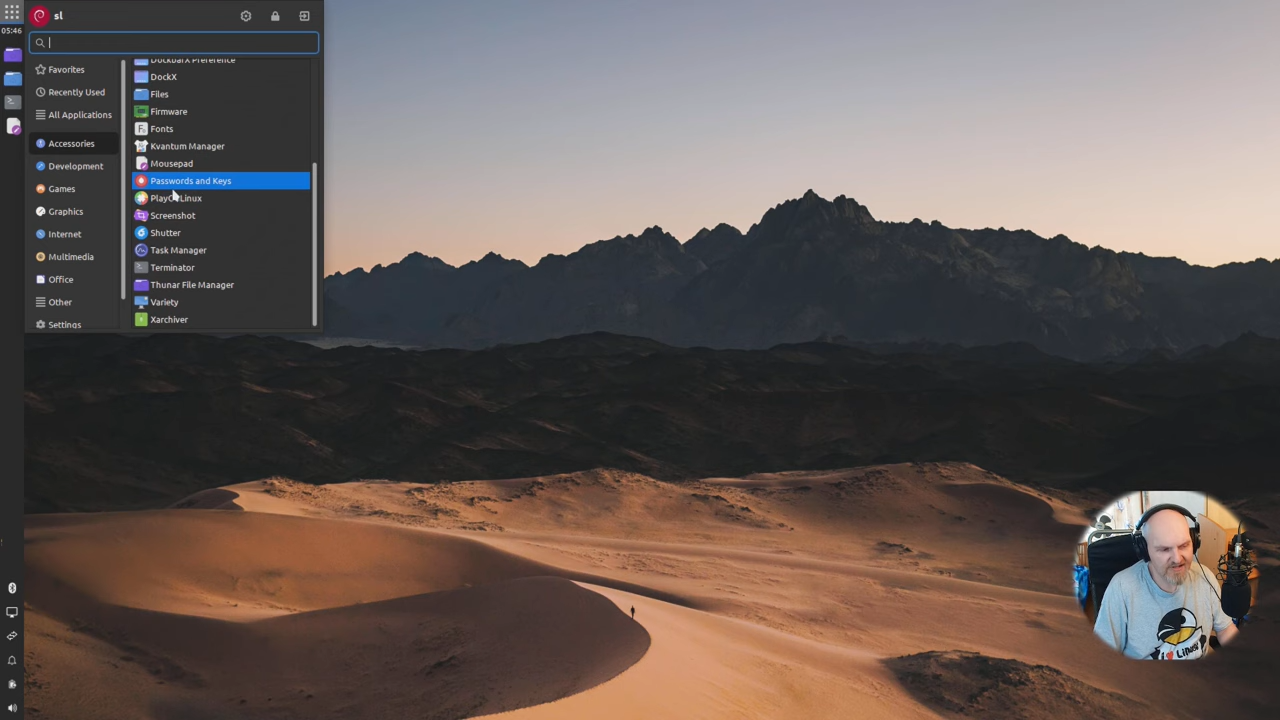 sl
05:46
Favorites
Recently Used
All Applications
Accessories
Development
Games
Graphics
Internet
Multimedia
Office
Other
Settings
DockbarX Preference
DockX
Files
Firmware
Fonts
Kvantum Manager
Mousepad
Passwords and Keys
PlayOnLinux
Screenshot
Shutter
Task Manager
Terminator
Thunar File Manager
Variety
Xarchiver
I LINUX